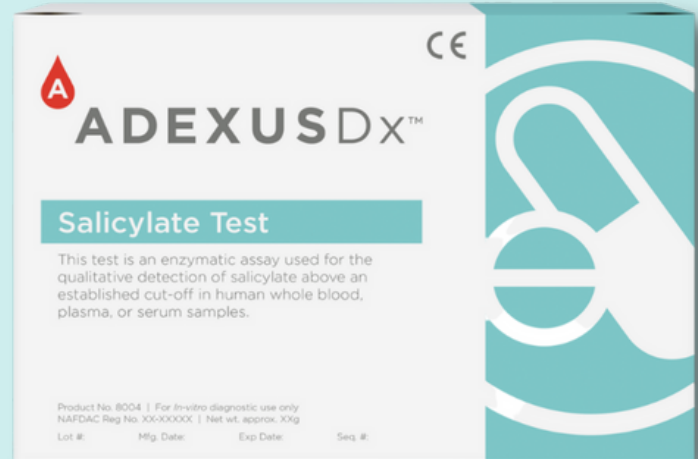 CE
A
ADEXUSDx™
Salicylate Test
This test is an enzymatic assay used for the
qualitative detection of salicylate above an
established cut-off in human whole blood,
plasma, or serum samples.
Product No. 8004 | For In-vitro diagnostic use only
NAFDAC Reg No. XX-XXXXX | Net wt. approx. XXg
Lot #: Mfg. Date: Exp Date: Seq. #: